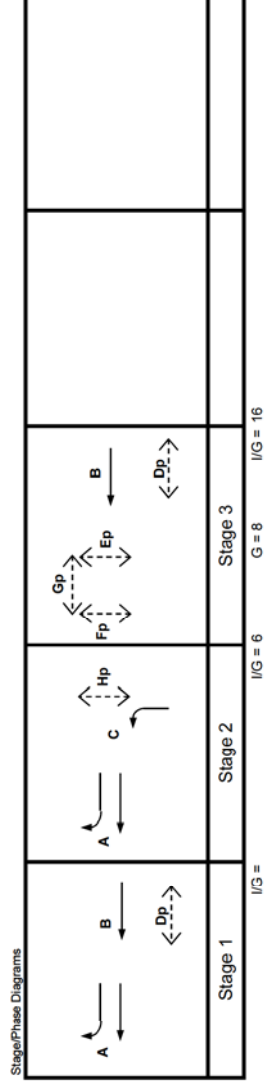 Stage/Phase Diagrams
A
B
Dp
Stage 1
I/G =
A
C
Hp
Stage 2
I/G = 6
Fp
Gp
Ep
B
Dp
Stage 3
G = 8
I/G = 16